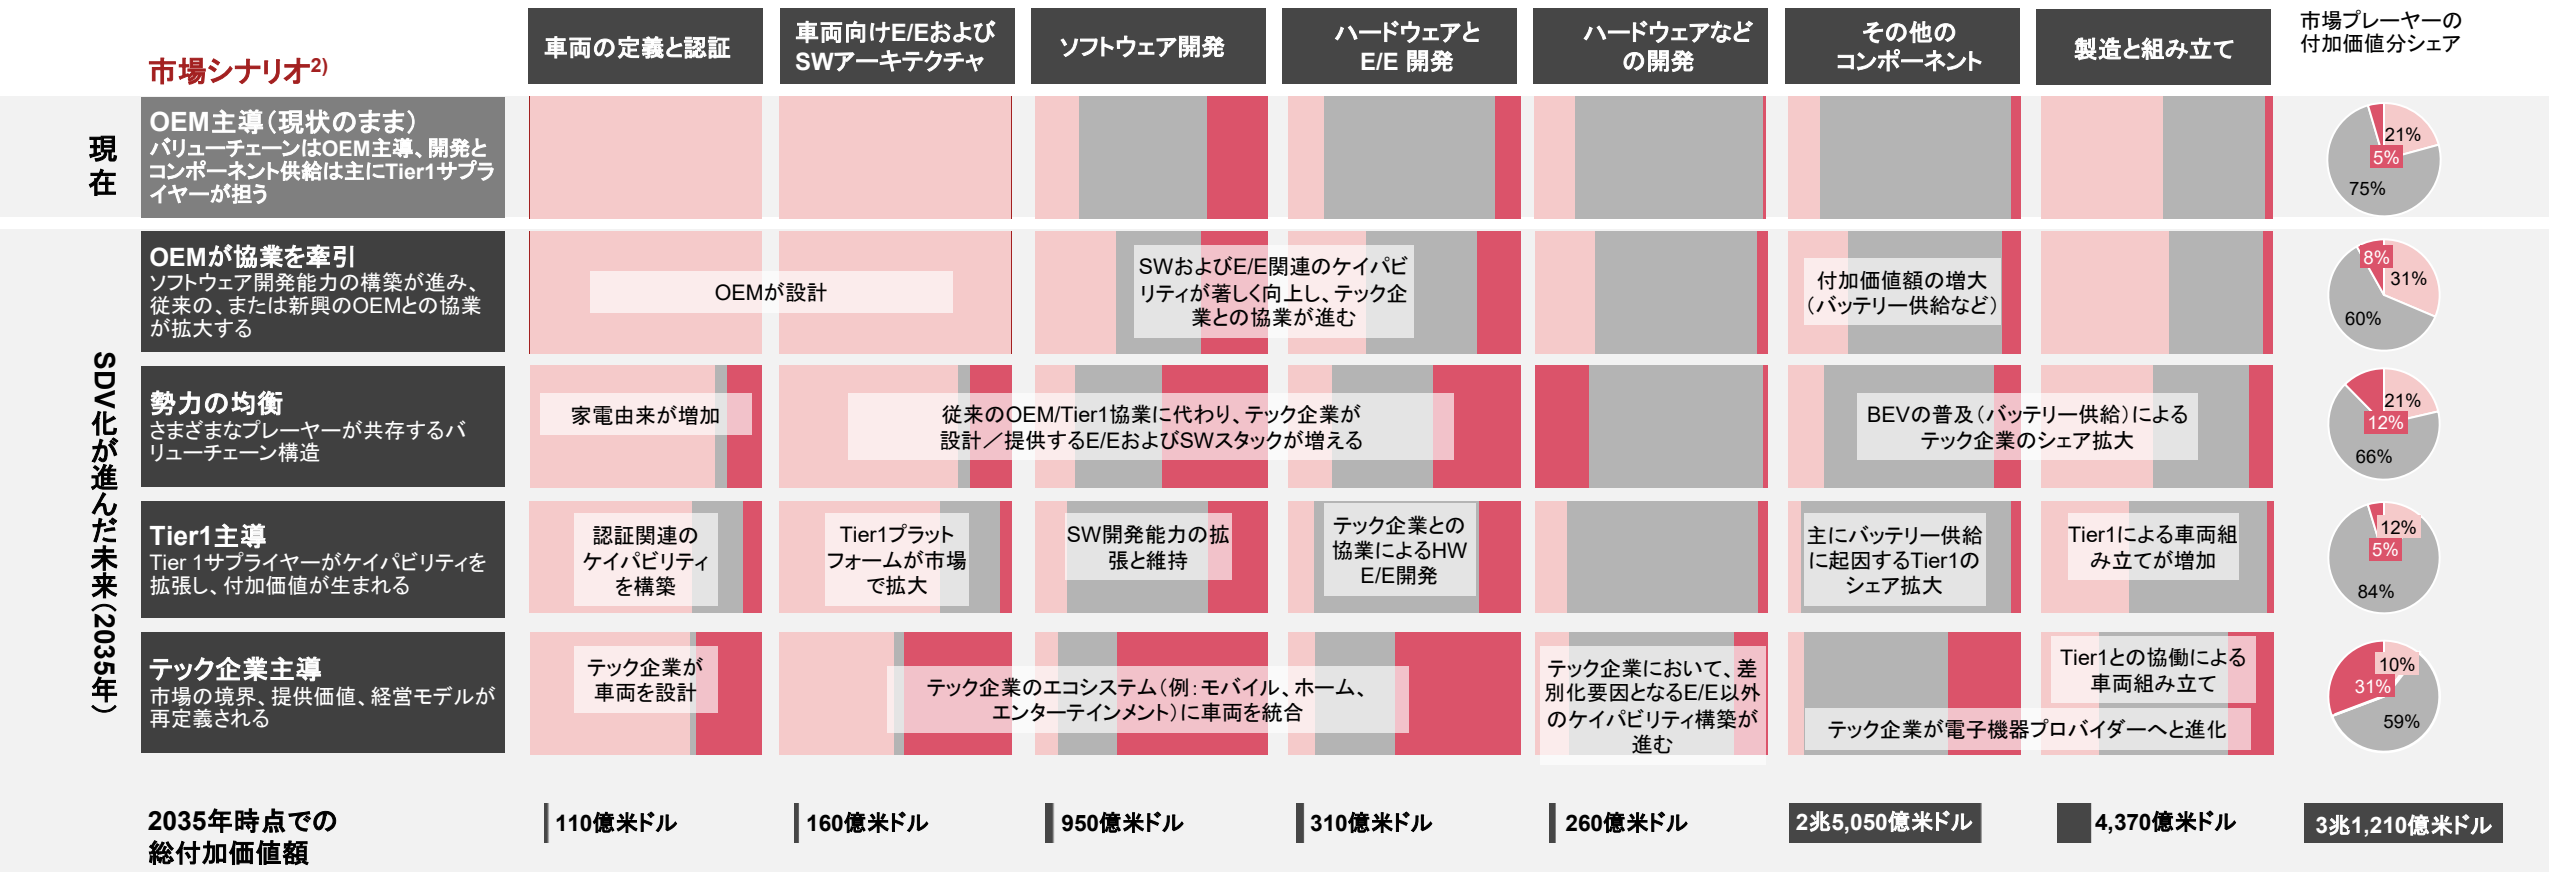 車両の定義と認証
車両向けE/Eおよび
SWアーキテクチャ
ソフトウェア開発
ハードウェアと
E/E 開発
ハードウェアなど
の開発
その他の
コンポーネント
製造と組み立て
市場プレーヤーの
付加価値分シェア
市場シナリオ2)
現在
OEM主導（現状のまま）
バリューチェーンはOEM主導、開発と
コンポーネント供給は主にTier1サプラ
イヤーが担う
21%
5%
75%
SDV化が進んだ未来（2035年）
OEMが協業を牽引
ソフトウェア開発能力の構築が進み、
従来の、または新興のOEMとの協業
が拡大する
OEMが設計
SWおよびE/E関連のケイパビ
リティが著しく向上し、テック企
業との協業が進む
付加価値額の増大
（バッテリー供給など）
8%
31%
60%
勢力の均衡
さまざまなプレーヤーが共存するバ
リューチェーン構造
家電由来が増加
従来のOEM/Tier1協業に代わり、テック企業が
設計／提供するE/EおよびSWスタックが増える
BEVの普及（バッテリー供給）による
テック企業のシェア拡大
21%
12%
66%
Tier1主導
Tier 1サプライヤーがケイパビリティを
拡張し、付加価値が生まれる
認証関連の
ケイパビリティ
を構築
Tier1プラット
フォームが市場
で拡大
SW開発能力の拡
張と維持
テック企業との
協業によるHW
E/E開発
主にバッテリー供給
に起因するTier1の
シェア拡大
Tier1による車両組
み立てが増加
12%
5%
84%
テック企業主導
市場の境界、提供価値、経営モデルが
再定義される
テック企業が
車両を設計
テック企業のエコシステム（例：モバイル、ホーム、
エンターテインメント）に車両を統合
テック企業において、差
別化要因となるE/E以外
のケイパビリティ構築が
進む
Tier1との協働による
車両組み立て
テック企業が電子機器プロバイダーへと進化
10%
31%
59%
2035年時点での
総付加価値額
110億米ドル
160億米ドル
950億米ドル
310億米ドル
260億米ドル
2兆5,050億米ドル
4,370億米ドル
3兆1,210億米ドル